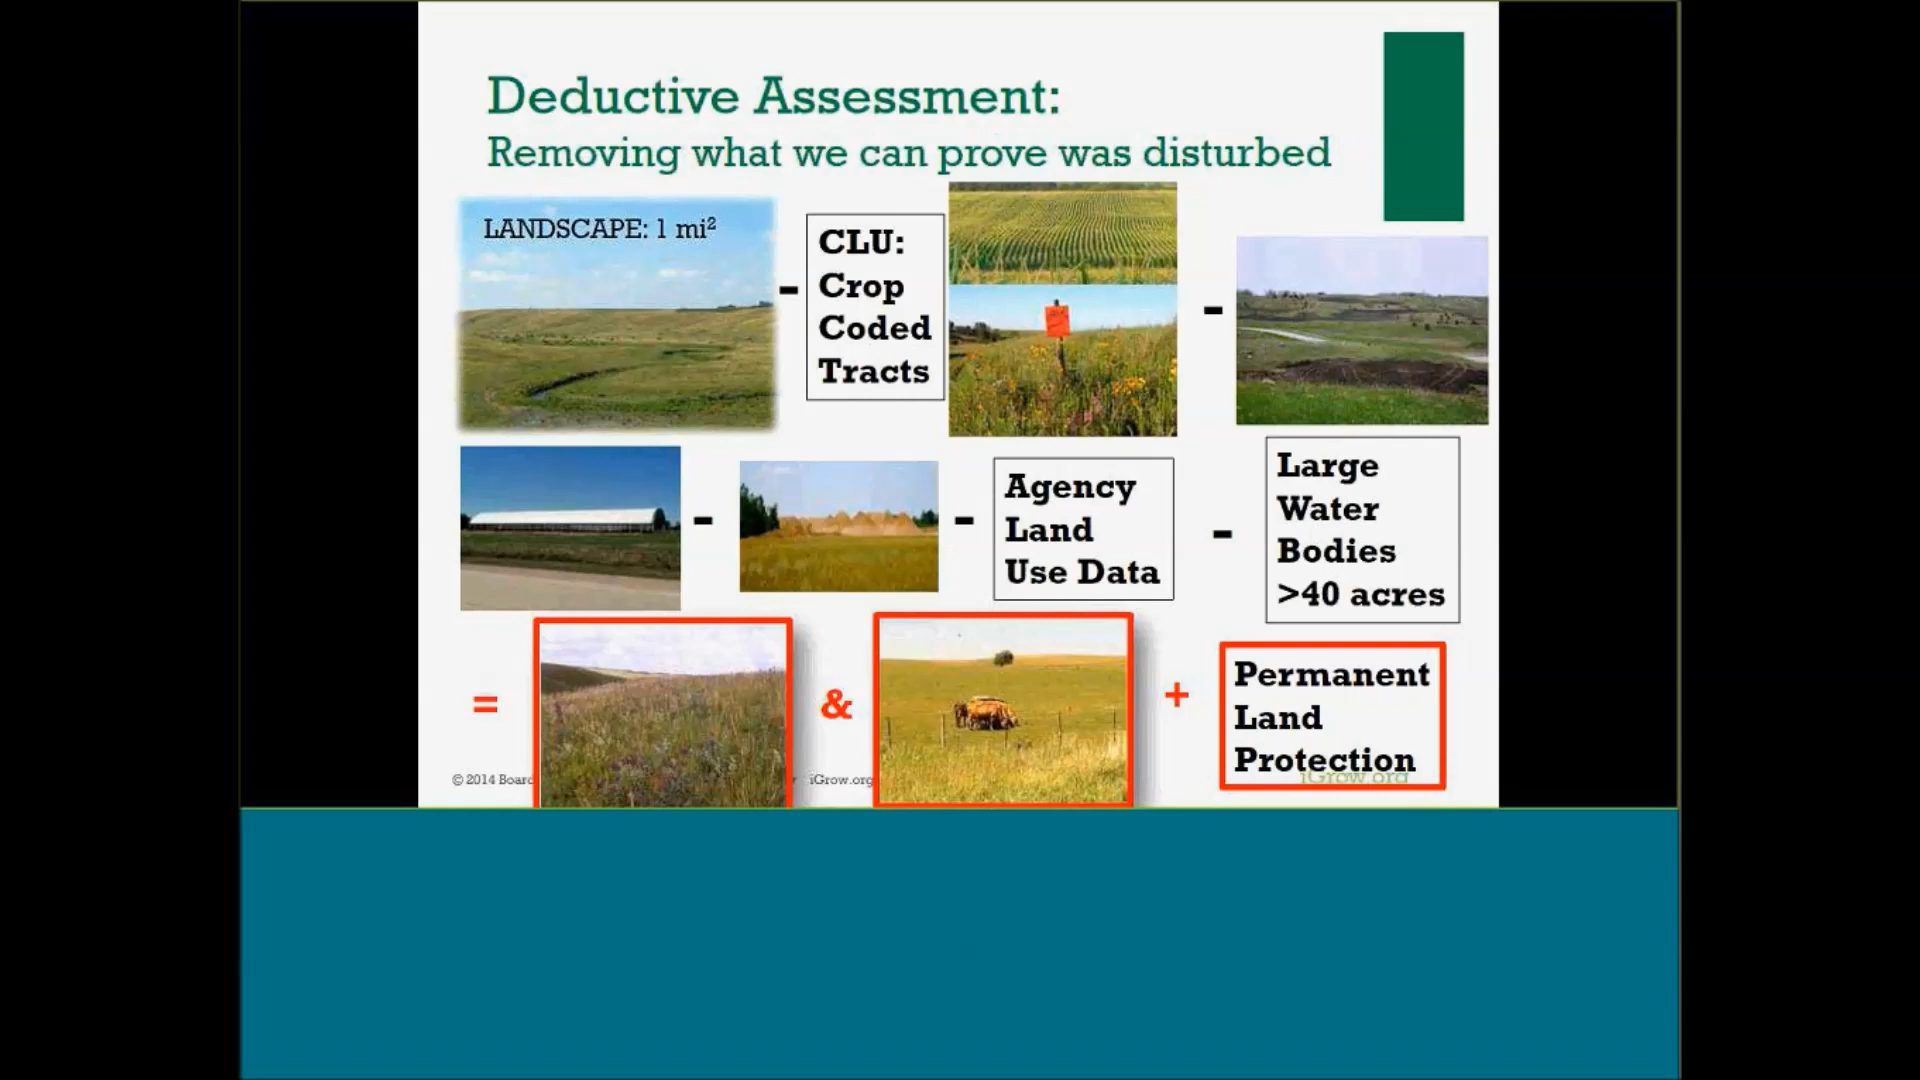 Deductive Assessment:
Removing what we can prove was disturbed
LANDSCAPE: 1 mi²
-
CLU:
Crop
Coded
Tracts
-
-
-
Agency
Land
Use Data
-
Large
Water
Bodies
>40 acres
=
&
+
Permanent
Land
Protection
© 2014 Board
iGrow.org
iGrow.org